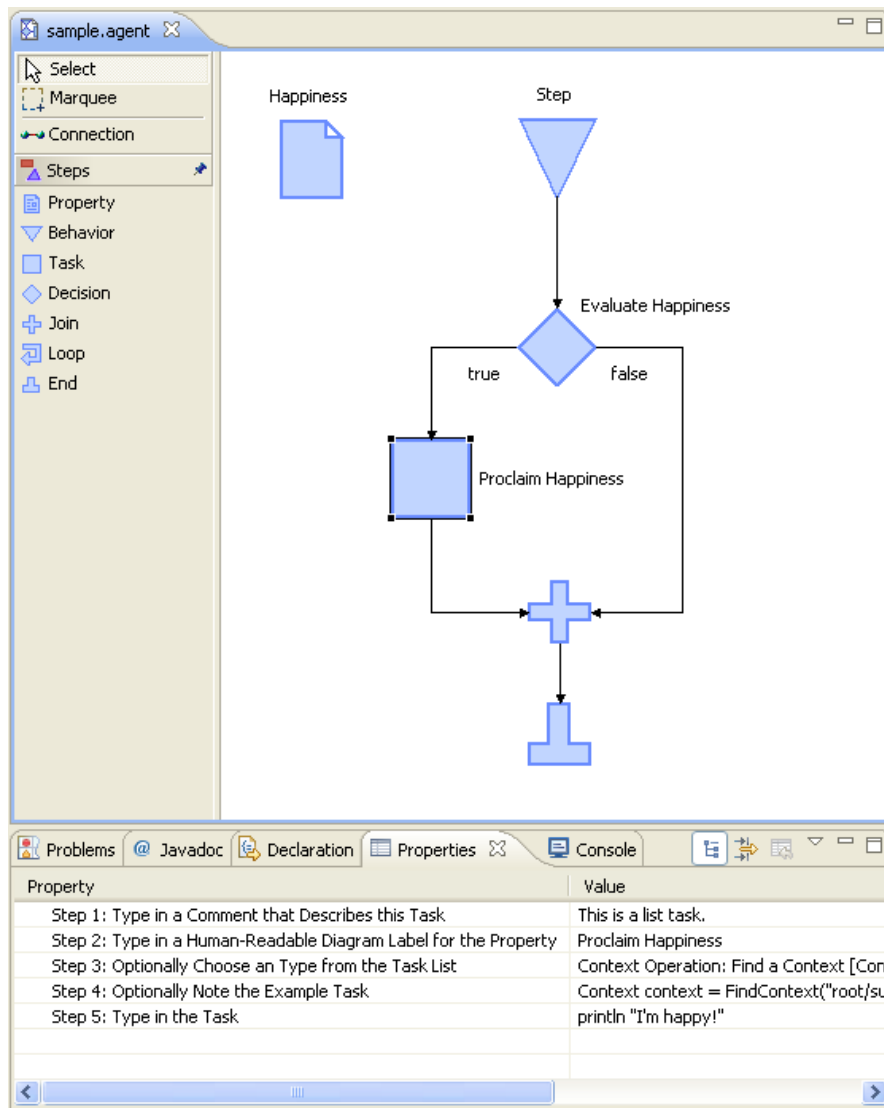 sample.agent
Select
Marquee
Connection
Steps
Property
Behavior
Task
Decision
Join
Loop
End
Happiness
Step
Evaluate Happiness
true
false
Proclaim Happiness
Problems @ Javadoc Declaration Properties Console
Property Value
Step 1: Type in a Comment that Describes this Task This is a list task.
Step 2: Type in a Human-Readable Diagram Label for the Property Proclaim Happiness
Step 3: Optionally Choose an Type from the Task List Context Operation: Find a Context [Con
Step 4: Optionally Note the Example Task Context context = FindContext("root/su
Step 5: Type in the Task println "I'm happy!"